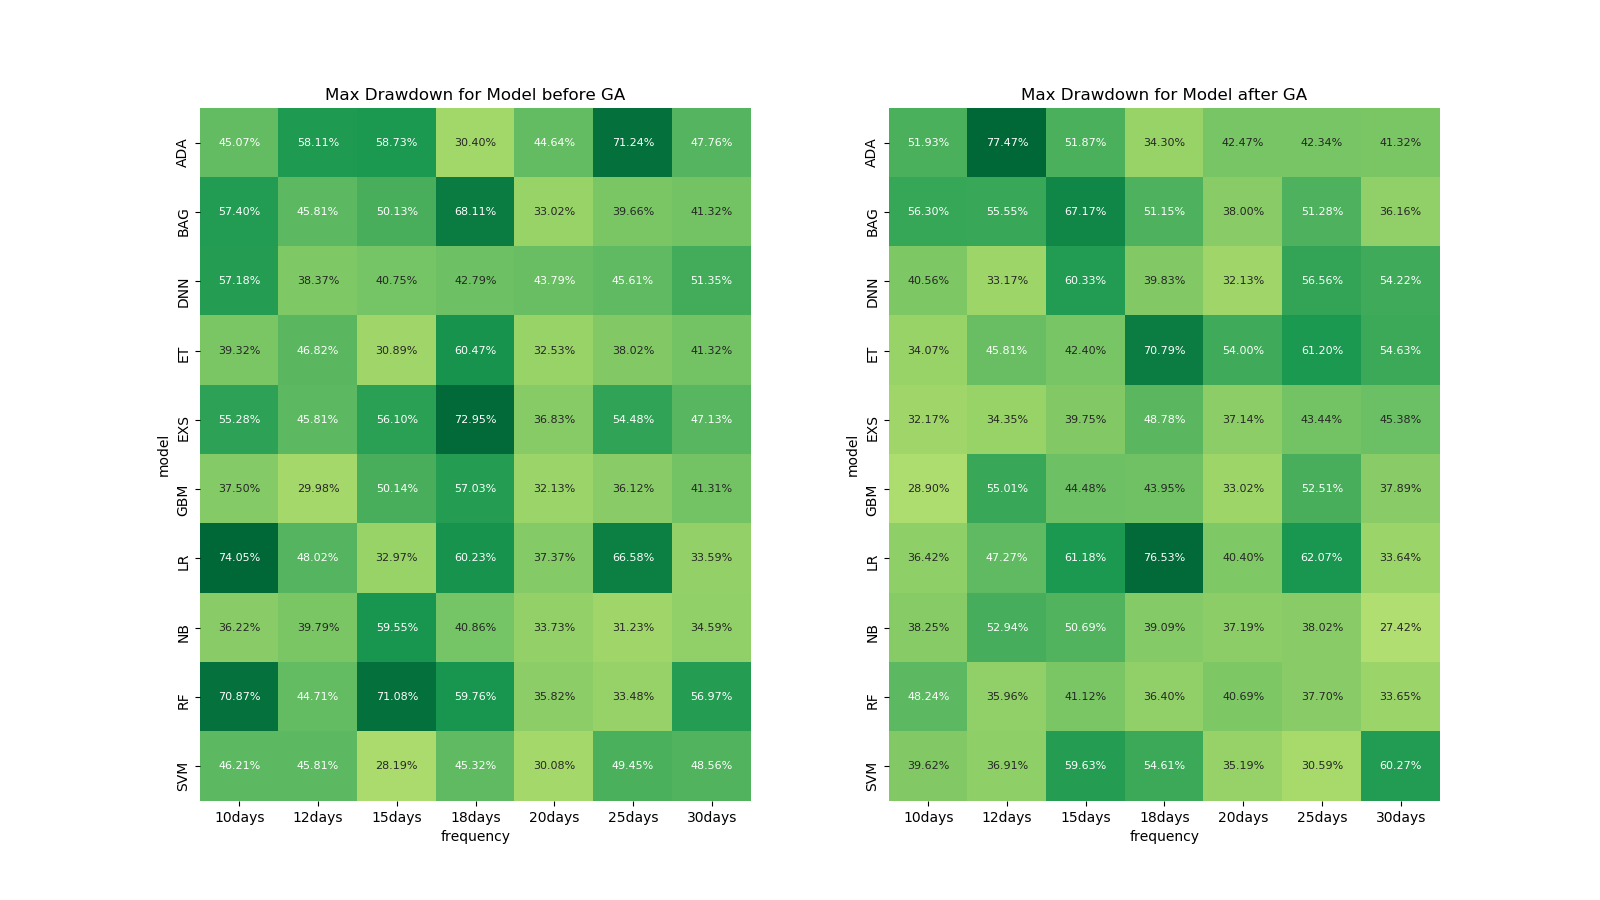 Max Drawdown for Model before GA
model
ADA 45.07% 58.11% 58.73% 30.40% 44.64% 71.24% 47.76%
BAG 57.40% 45.81% 50.13% 68.11% 33.02% 39.66% 41.32%
DNN 57.18% 38.37% 40.75% 42.79% 43.79% 45.61% 51.35%
ET 39.32% 46.82% 30.89% 60.47% 32.53% 38.02% 41.32%
EXS 55.28% 45.81% 56.10% 72.95% 36.83% 54.48% 47.13%
GBM 37.50% 29.98% 50.14% 57.03% 32.13% 36.12% 41.31%
LR 74.05% 48.02% 32.97% 60.23% 37.37% 66.58% 33.59%
NB 36.22% 39.79% 59.55% 40.86% 33.73% 31.23% 34.59%
RF 70.87% 44.71% 71.08% 59.76% 35.82% 33.48% 56.97%
SVM 46.21% 45.81% 28.19% 45.32% 30.08% 49.45% 48.56%
10days 12days 15days 18days 20days 25days 30days
frequency
Max Drawdown for Model after GA
model
ADA 51.93% 77.47% 51.87% 34.30% 42.47% 42.34% 41.32%
BAG 56.30% 55.55% 67.17% 51.15% 38.00% 51.28% 36.16%
DNN 40.56% 33.17% 60.33% 39.83% 32.13% 56.56% 54.22%
ET 34.07% 45.81% 42.40% 70.79% 54.00% 61.20% 54.63%
EXS 32.17% 34.35% 39.75% 48.78% 37.14% 43.44% 45.38%
GBM 28.90% 55.01% 44.48% 43.95% 33.02% 52.51% 37.89%
LR 36.42% 47.27% 61.18% 76.53% 40.40% 62.07% 33.64%
NB 38.25% 52.94% 50.69% 39.09% 37.19% 38.02% 27.42%
RF 48.24% 35.96% 41.12% 36.40% 40.69% 37.70% 33.65%
SVM 39.62% 36.91% 59.63% 54.61% 35.19% 30.59% 60.27%
10days 12days 15days 18days 20days 25days 30days
frequency